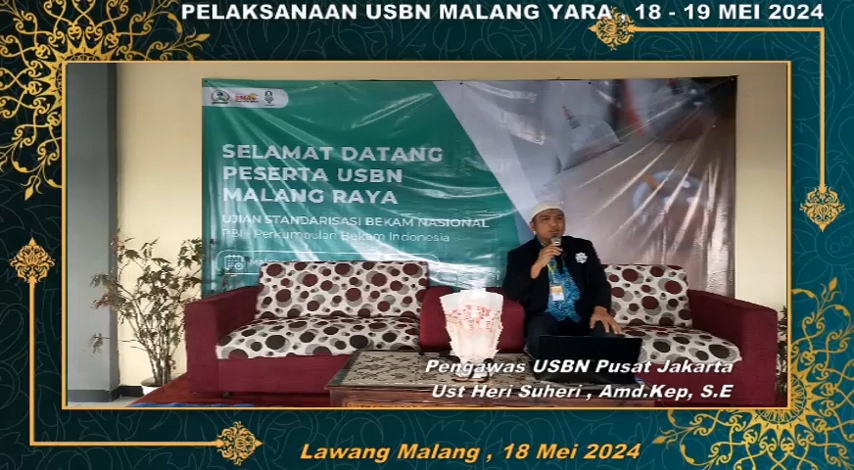 PELAKSANAAN USBN MALANG YARA , 18 - 19 MEI 2024
SELAMAT DATANG
PESERTA USBN
MALANG RAYA
UJIAN STANDARISASI BEKAM NASIONAL
PBI - Perkumpulan Bekam Indonesia
Pengawas USBN Pusat Jakarta
Ust Heri Suheri , Amd.Kep, S.E
Lawang Malang , 18 Mei 2024